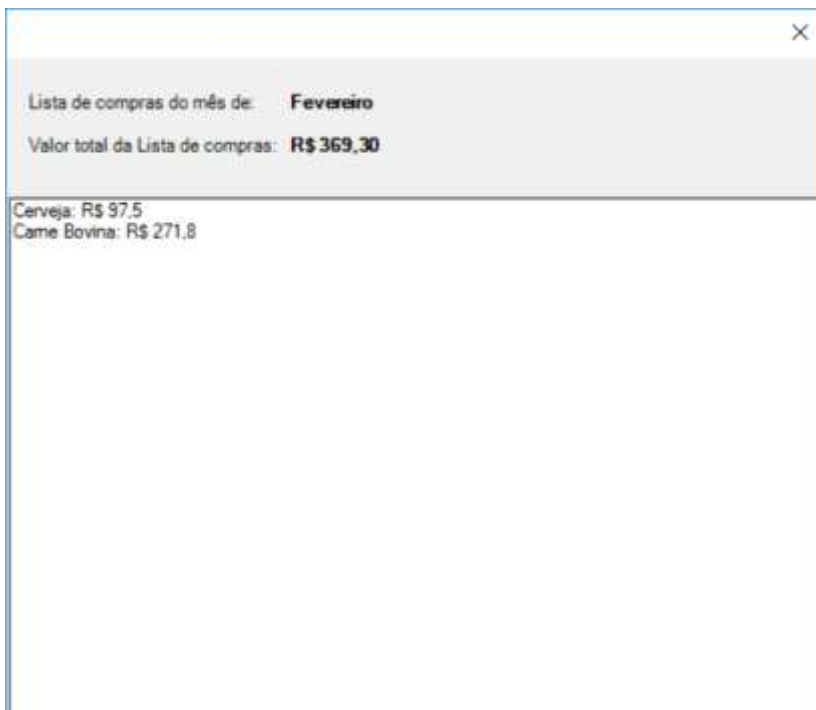 Lista de compras do mês de: Fevereiro
Valor total da Lista de compras: R$ 369,30
Cerveja: R$ 97,5
Carne Bovina: R$ 271,8